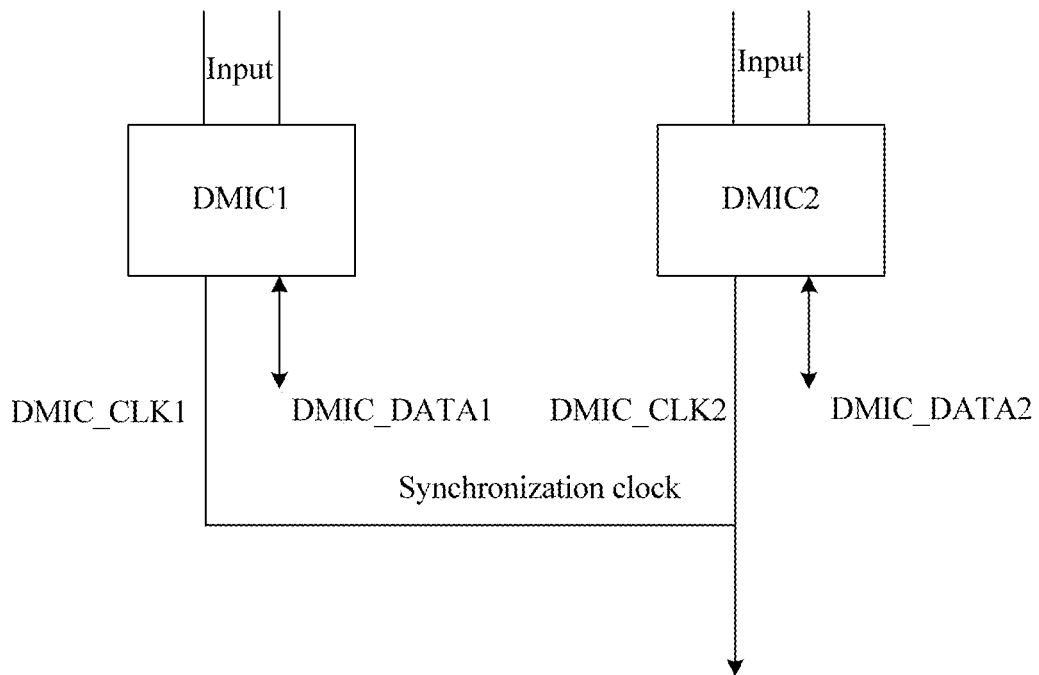 Input
Input
DMIC1
DMIC2
DMIC_CLK1
DMIC_DATA1
DMIC_CLK2
DMIC_DATA2
Synchronization clock